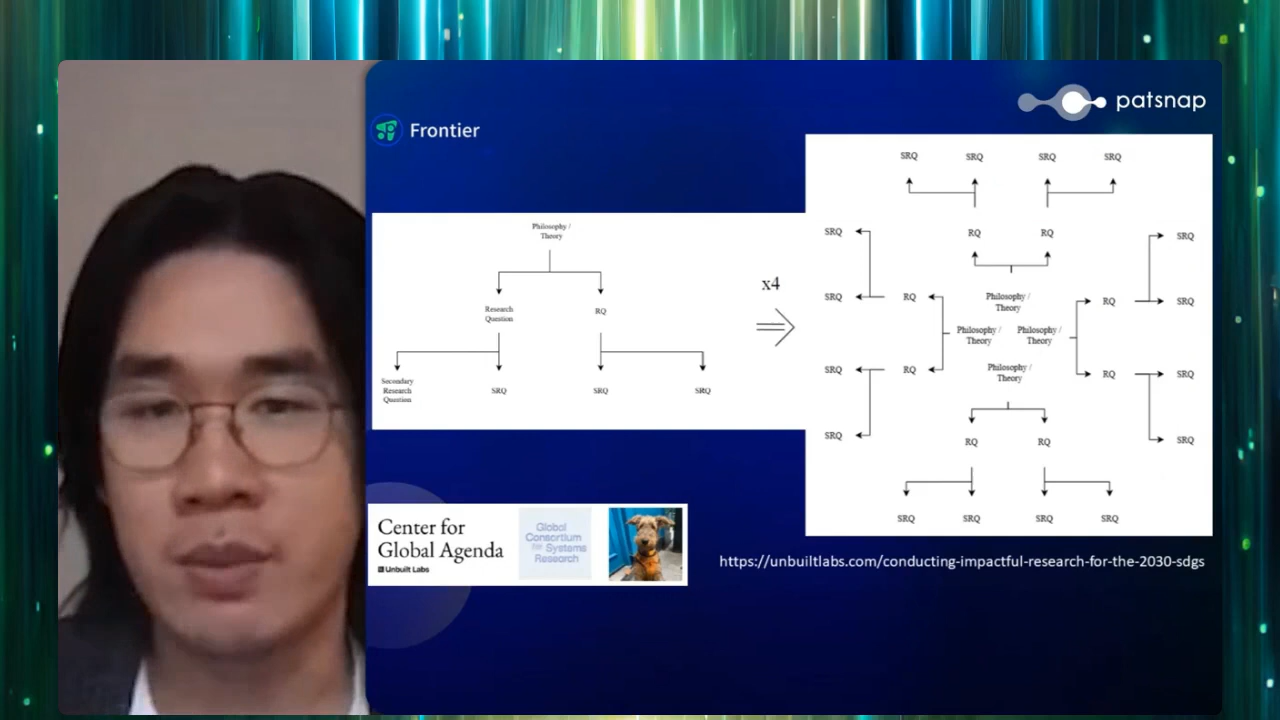 patsnap
Frontier
Philosophy /
Theory
Research
Question
RQ
Secondary
Research
Question
SRQ
SRQ
SRQ
x4
SRQ
SRQ
SRQ
SRQ
SRQ
RQ
RQ
SRQ
SRQ
RQ
Philosophy /
Theory
RQ
SRQ
Philosophy /
Theory
Philosophy /
Theory
SRQ
RQ
Philosophy /
Theory
RQ
SRQ
SRQ
RQ
RQ
SRQ
SRQ
SRQ
SRQ
SRQ
Center for
Global Agenda
Unbuilt Labs
Global
Consortium
for Systems
Research
https://unbuiltlabs.com/conducting-impactful-research-for-the-2030-sdgs